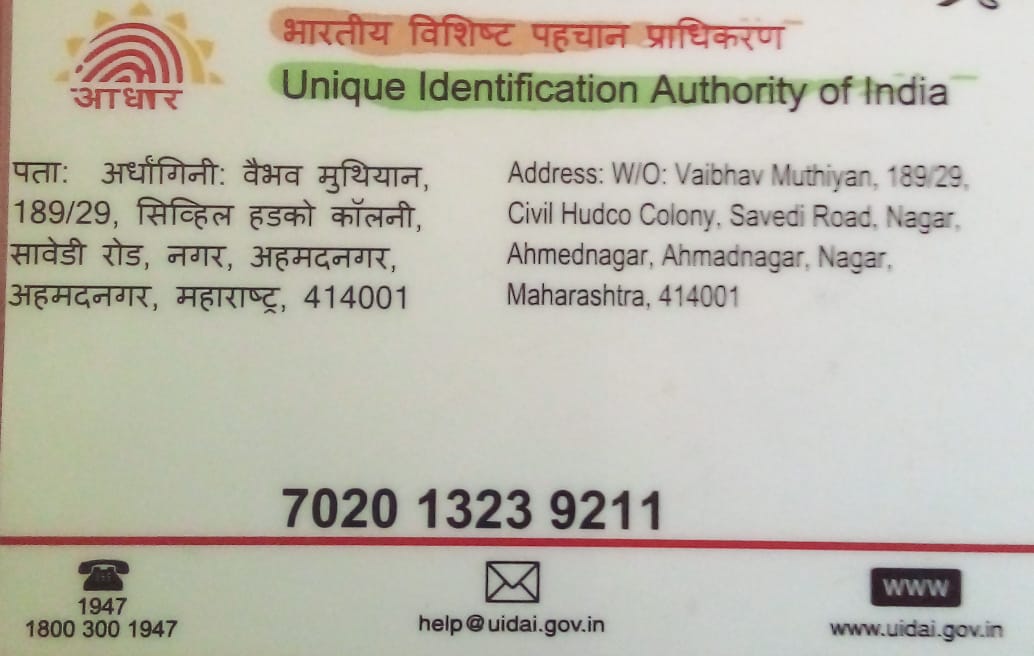 आधार
भारतीय विशिष्ट पहचान प्राधिकरण
Unique Identification Authority of India
पता: अर्धांगिनी: वैभव मुथियान,
189/29, सिव्हिल हडको कॉलनी,
सावेडी रोड, नगर, अहमदनगर,
अहमदनगर, महाराष्ट्र, 414001
Address: W/O: Vaibhav Muthiyan, 189/29,
Civil Hudco Colony, Savedi Road, Nagar,
Ahmednagar, Ahmadnagar, Nagar,
Maharashtra, 414001
7020 1323 9211
1947
1800 300 1947
help@uidai.gov.in
www
www.uidai.gov.in